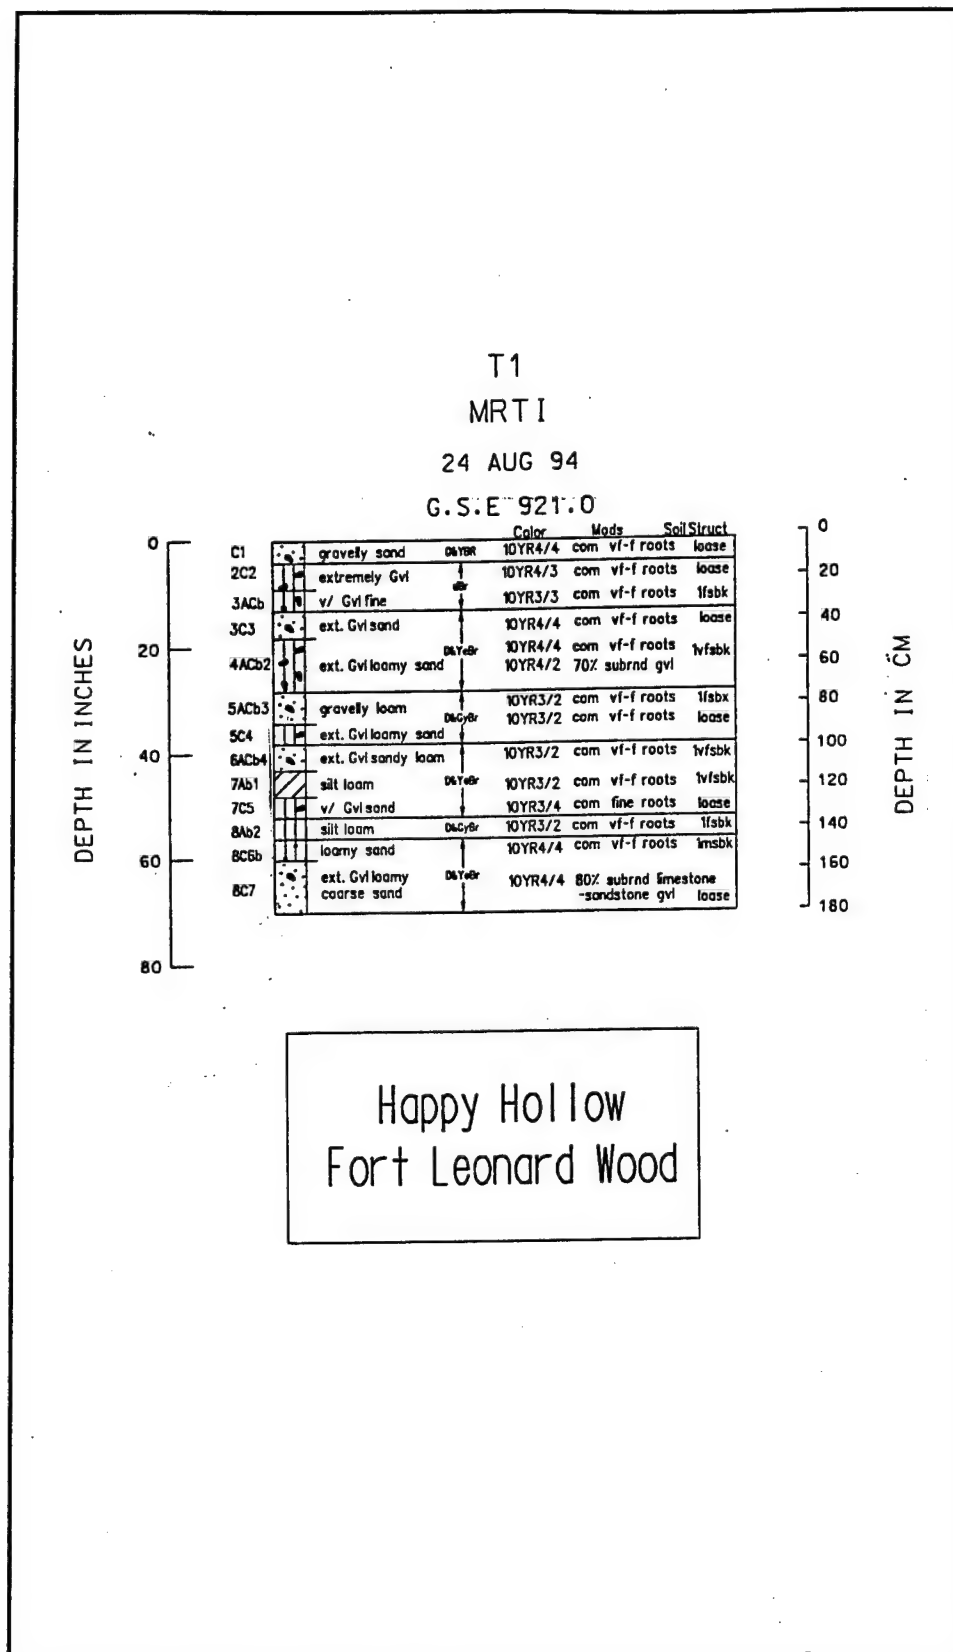 T1
MRTI
24 AUG 94
G.S.E 921.0
Color Mods Soil Struct
0 C1 gravelly sand DkYBR 10YR4/4 com vf-f roots loose 0
2C2 extremely Gvl 10YR4/3 com vf-f roots loose 20
dBr
3ACb v/ Gvl fine 10YR3/3 com vf-f roots 1fsbk
3C3 ext. Gvl sand 10YR4/4 com vf-f roots loose 40
20 DkYeBr 10YR4/4 com vf-f roots 1vfsbk
4ACb2 ext. Gvl loamy sand 10YR4/2 70% subrnd gvl 60
5ACb3 gravelly loam 10YR3/2 com vf-f roots 1fsbx 80
DkGyBr 10YR3/2 com vf-f roots loose
5C4 ext. Gvl loamy sand
40 6ACb4 ext. Gvl sandy loam 10YR3/2 com vf-f roots 1vfsbk 100
7Ab1 silt loam DkYeBr 10YR3/2 com vf-f roots 1vfsbk 120
7C5 v/ Gvl sand 10YR3/4 com fine roots loose
8Ab2 silt loam DkGyBr 10YR3/2 com vf-f roots 1fsbk 140
8C6b loamy sand 10YR4/4 com vf-f roots 1msbk
60 160
8C7 ext. Gvl loamy DkYeBr 10YR4/4 80% subrnd limestone
coarse sand -sandstone gvl loose 180
80
DEPTH IN INCHES
DEPTH IN CM
Happy Hollow
Fort Leonard Wood